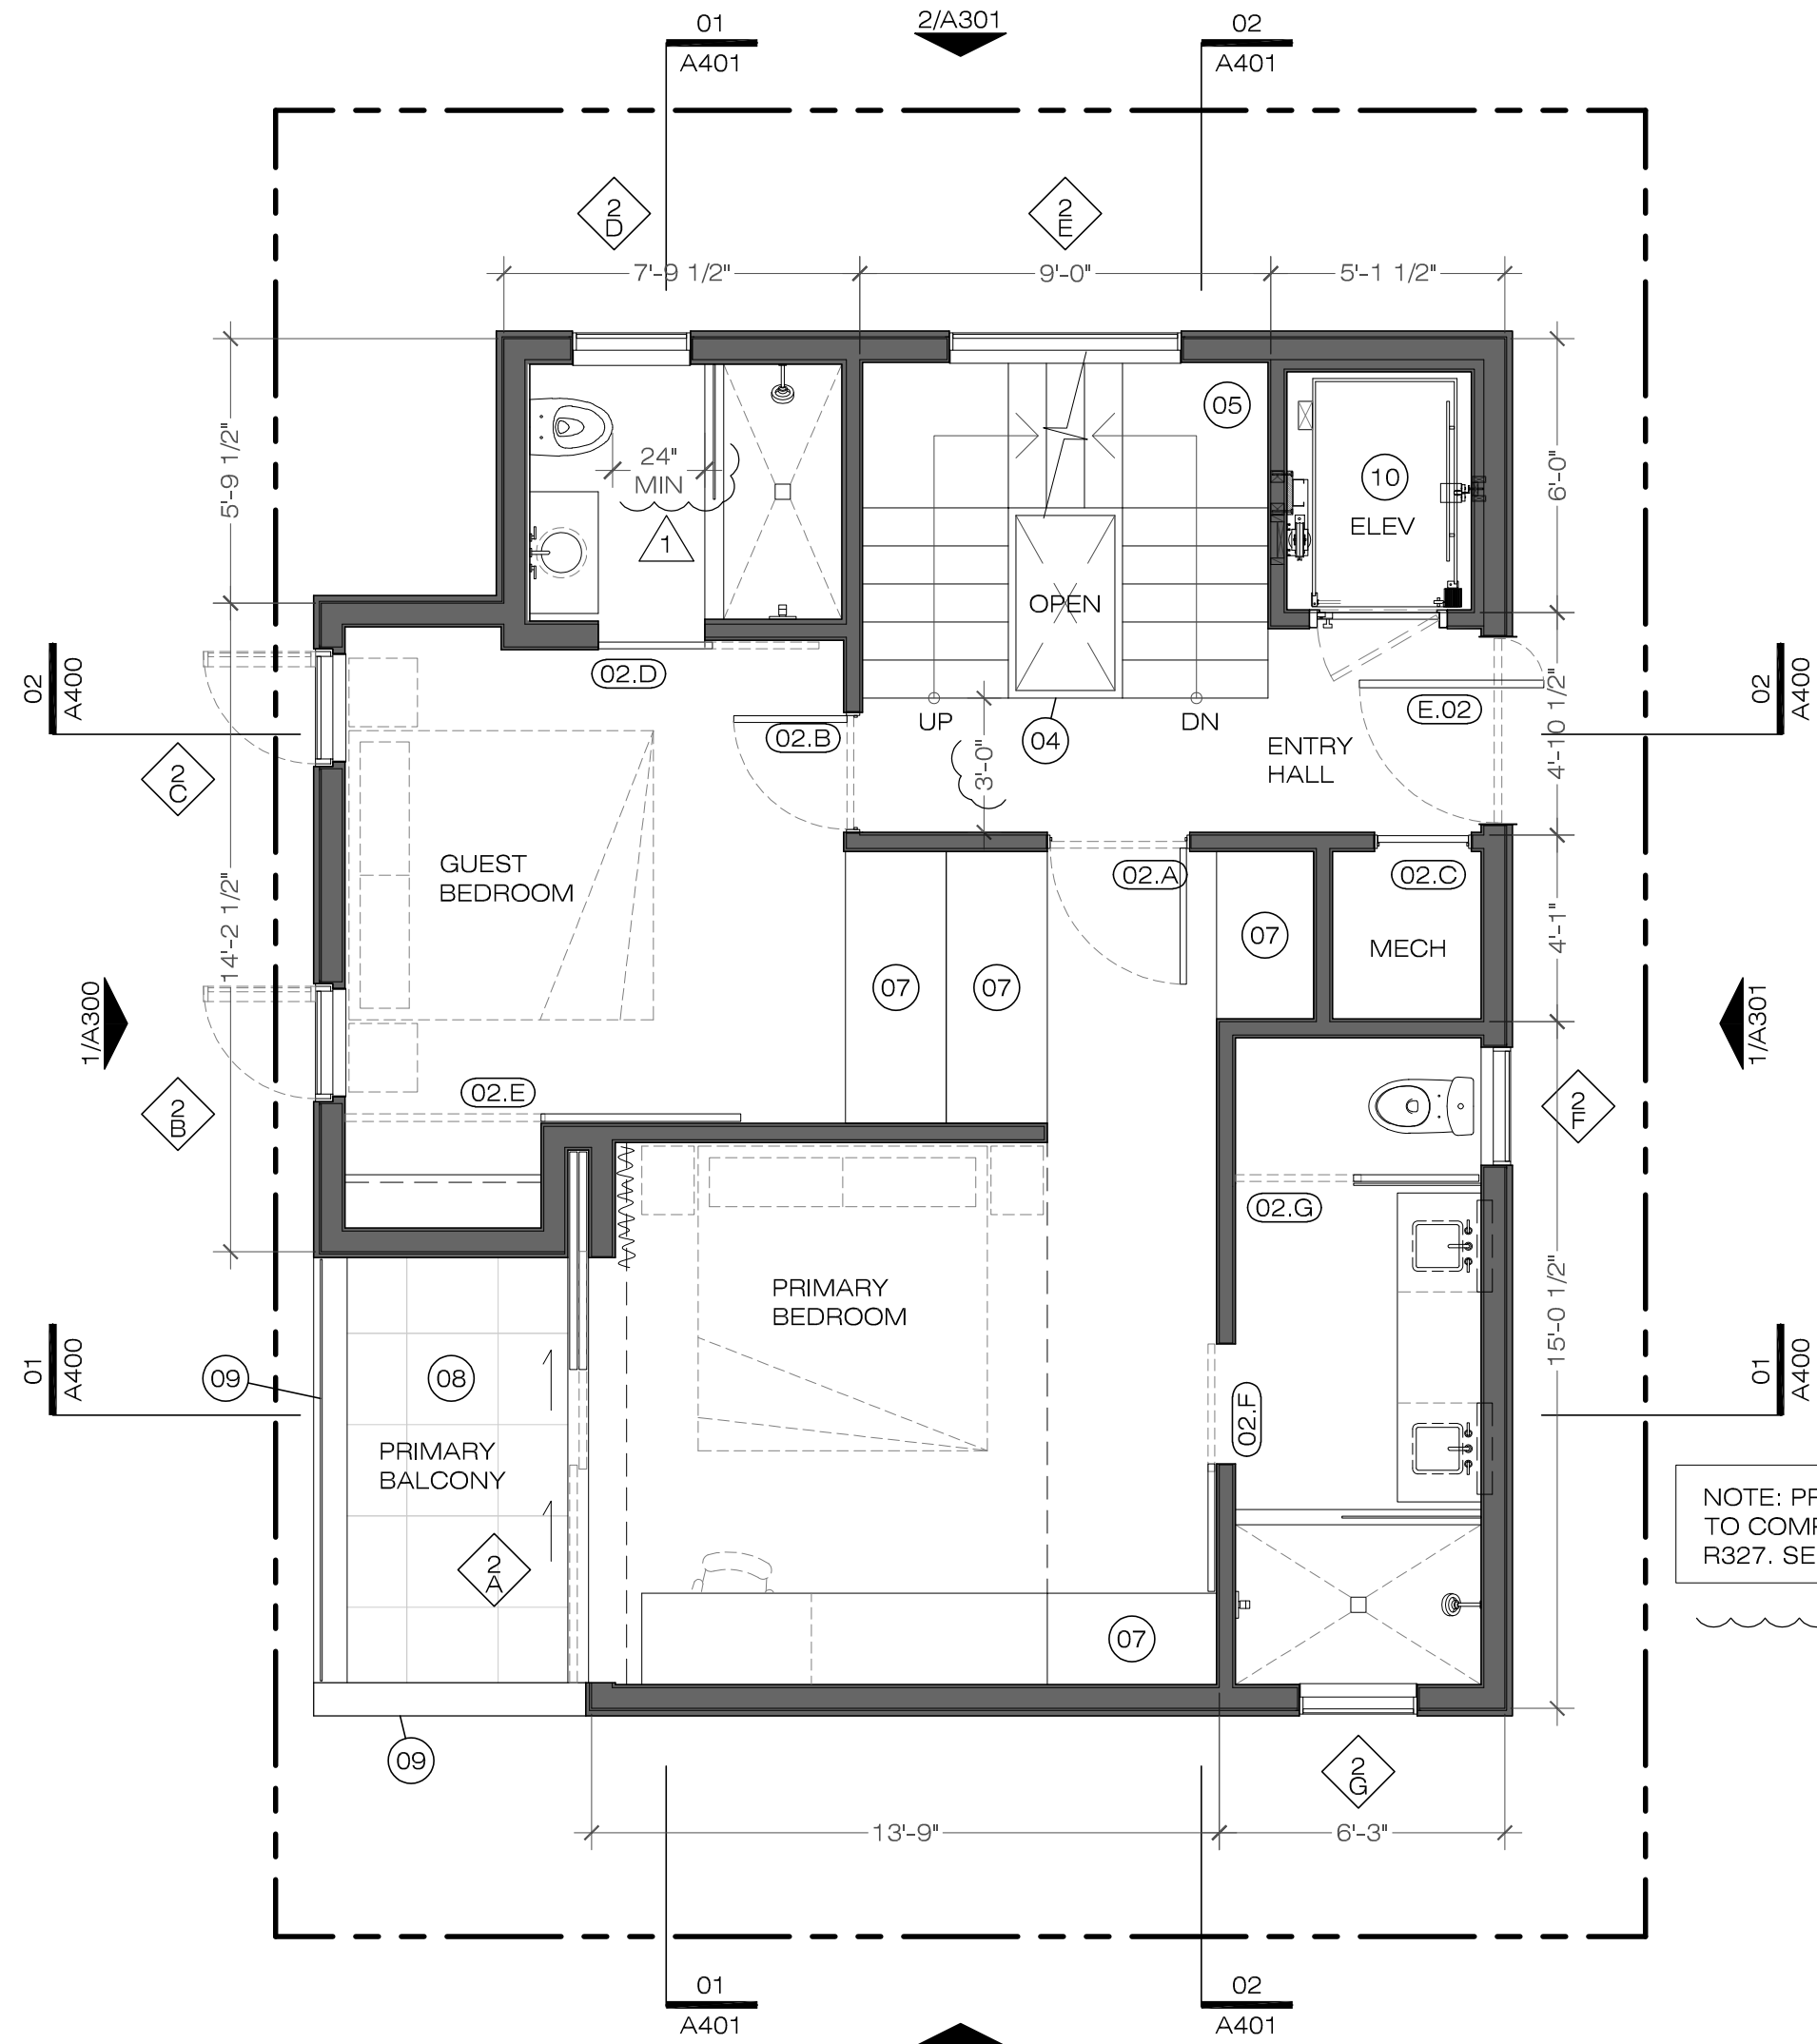 01
A401
2/A301
02
A401
2
D
2
E
7'-9 1/2"
9'-0"
5'-1 1/2"
5'-9 1/2"
24"
MIN
1
05
10
ELEV
6'-0"
OPEN
02.D
02.B
UP
04
DN
3'-0"
E.02
ENTRY
HALL
4'-10 1/2"
02
A400
02
A400
2
C
GUEST
BEDROOM
14'-2 1/2"
02.A
02.C
07
07
07
MECH
4'-1"
1/A300
1/A301
2
B
02.E
2
F
02.G
PRIMARY
BEDROOM
15'-0 1/2"
01
A400
09
08
02.F
01
A400
PRIMARY
BALCONY
2
A
NOTE:
TO
R327.
07
09
2
G
13'-9"
6'-3"
01
A401
02
A401